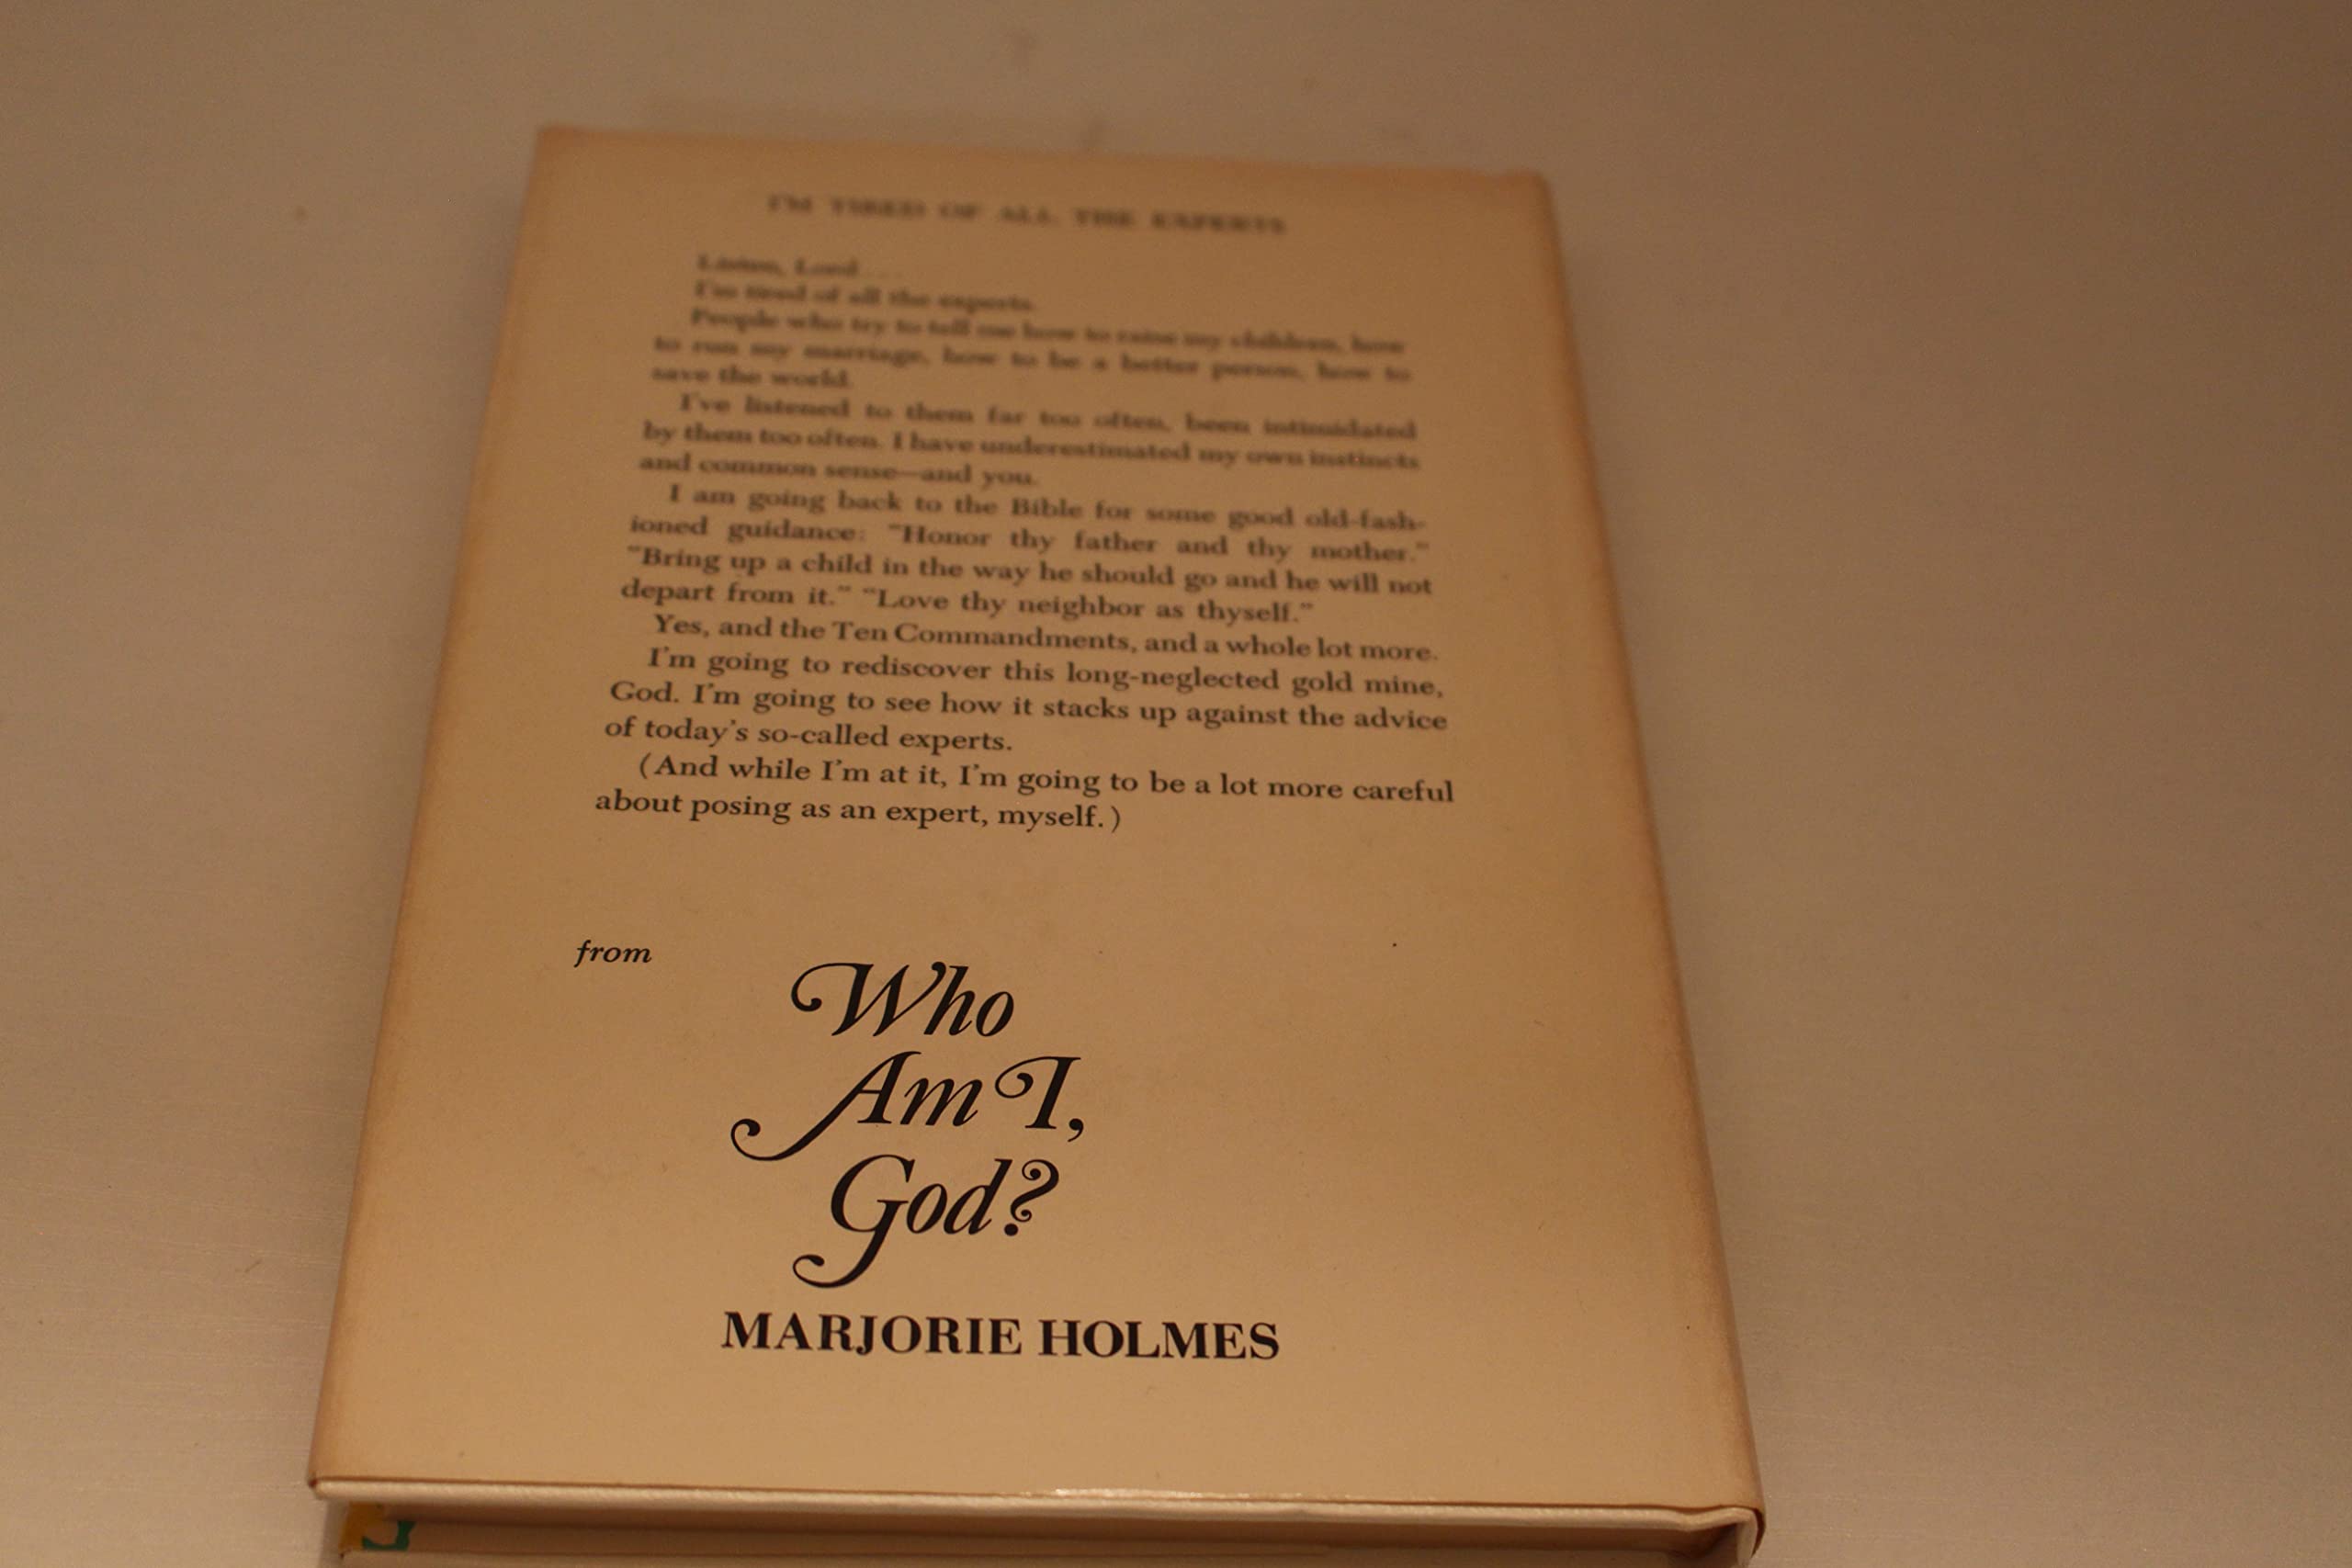 I'M TIRED OF ALL THE EXPERTS
Listen, Lord . . .
I'm tired of all the experts.
People who try to tell me how to raise my children, how
to run my marriage, how to be a better person, how to
save the world.
I've listened to them far too often, been intimidated
by them too often. I have underestimated my own instincts
and common sense—and you.
I am going back to the Bible for some good old-fash-
ioned guidance: "Honor thy father and thy mother."
"Bring up a child in the way he should go and he will not
depart from it." "Love thy neighbor as thyself."
Yes, and the Ten Commandments, and a whole lot more.
I'm going to rediscover this long-neglected gold mine,
God. I'm going to see how it stacks up against the advice
of today's so-called experts.
(And while I'm at it, I'm going to be a lot more careful
about posing as an expert, myself.)
from
Who
Am I,
God?
MARJORIE HOLMES